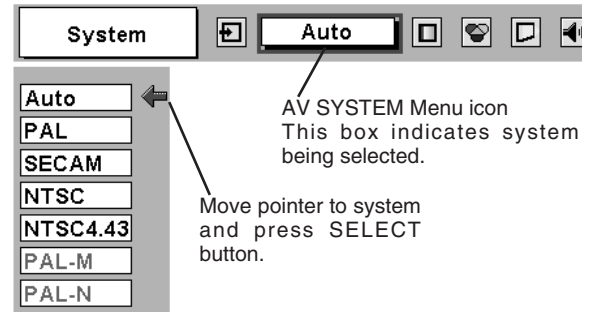 System
Auto
Auto
PAL
SECAM
NTSC
NTSC4.43
PAL-M
PAL-N
AV SYSTEM Menu icon
This box indicates system
being selected.
Move pointer to system
and press SELECT
button.